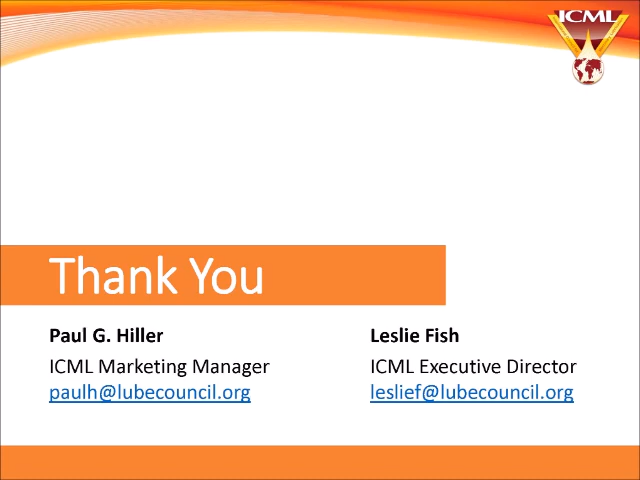 ICML
Thank You
Paul G. Hiller
ICML Marketing Manager
paulh@lubecouncil.org
Leslie Fish
ICML Executive Director
leslief@lubecouncil.org